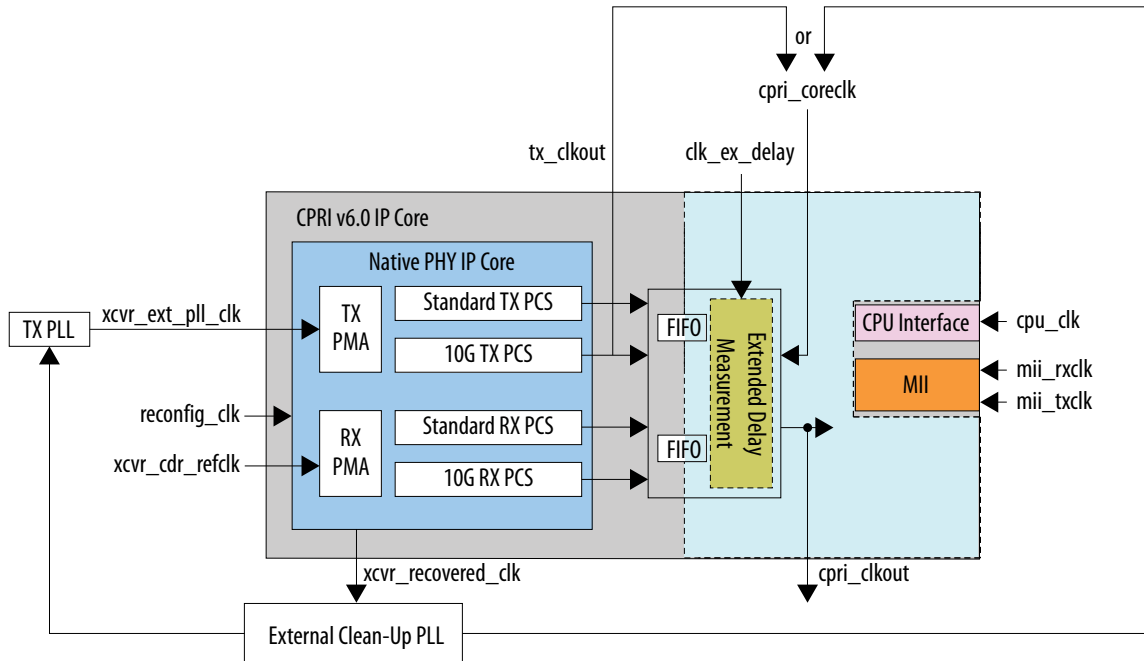 or
cpri_coreclk
tx_clkout
clk_ex_delay
CPRI v6.0 IP Core
Native PHY IP Core
TX PLL
xcvr_ext_pll_clk
TX
PMA
Standard TX PCS
10G TX PCS
FIFO
Extended Delay
Measurement
CPU Interface
cpu_clk
MII
mii_rxclk
mii_txclk
reconfig_clk
xcvr_cdr_refclk
RX
PMA
Standard RX PCS
10G RX PCS
FIFO
xcvr_recovered_clk
cpri_clkout
External Clean-Up PLL